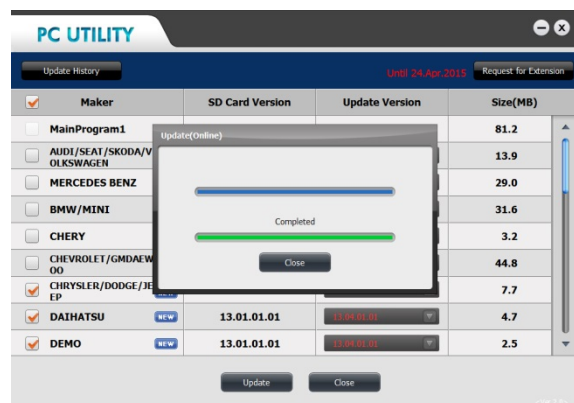 PC UTILITY
Update History
Until 24.Apr.2015
Request for Extension
Maker SD Card Version Update Version Size(MB)
MainProgram1 81.2
Update(Online)
AUDI/SEAT/SKODA/V
OLKSWAGEN 13.9
MERCEDES BENZ 29.0
BMW/MINI 31.6
Completed
CHERY 3.2
CHEVROLET/GMDAEW
OO 44.8
Close
CHRYSLER/DODGE/JE
EP NEW 7.7
DAIHATSU NEW 13.01.01.01 13.04.01.01 4.7
DEMO NEW 13.01.01.01 13.04.01.01 2.5
Update Close